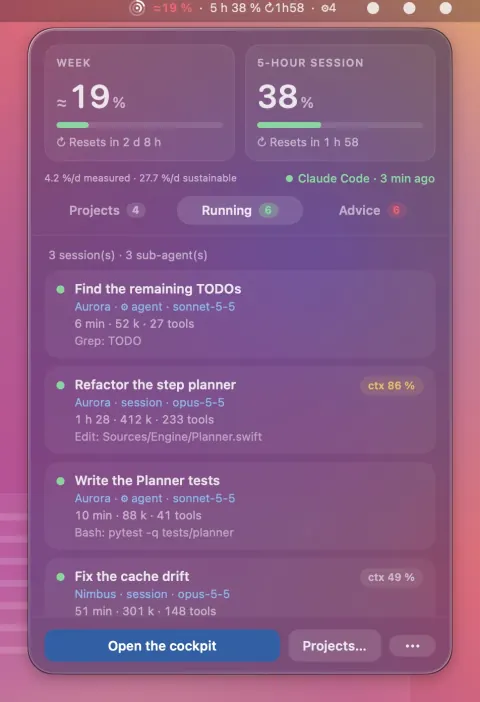 ≈19 % · 5 h 38 % ↻1h58 · ⚙4
WEEK
≈19%
↻ Resets in 2 d 8 h
5-HOUR SESSION
38%
↻ Resets in 1 h 58
4.2 %/d measured · 27.7 %/d sustainable
● Claude Code · 3 min ago
Projects 4
Running 6
Advice 6
3 session(s) · 3 sub-agent(s)
Find the remaining TODOs
Aurora · ⚙ agent · sonnet-5-5
6 min · 52 k · 27 tools
Grep: TODO
Refactor the step planner
ctx 86 %
Aurora · session · opus-5-5
1 h 28 · 412 k · 233 tools
Edit: Sources/Engine/Planner.swift
Write the Planner tests
Aurora · ⚙ agent · sonnet-5-5
10 min · 88 k · 41 tools
Bash: pytest -q tests/planner
Fix the cache drift
ctx 49 %
Nimbus · session · opus-5-5
51 min · 301 k · 148 tools
Open the cockpit
Projects...
···